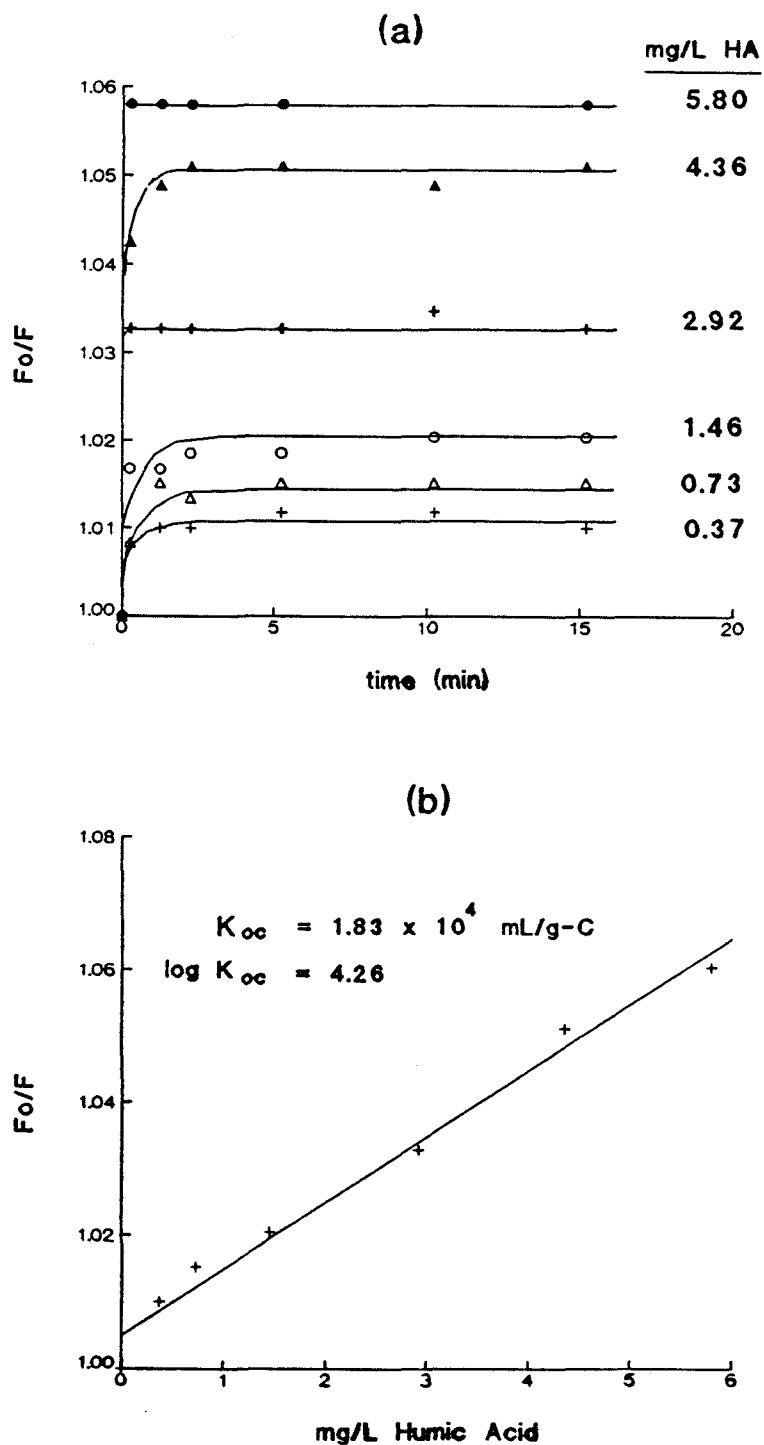 (a)
mg/L HA
5.80
4.36
2.92
1.46
0.73
0.37
Fo/F
1.06
1.05
1.04
1.03
1.02
1.01
1.00
0 5 10 15 20
time (min)
(b)
K oc = 1.83 x 10^4 mL/g-C
log K oc = 4.26
Fo/F
1.08
1.06
1.04
1.02
1.00
0 1 2 3 4 5 6
mg/L Humic Acid